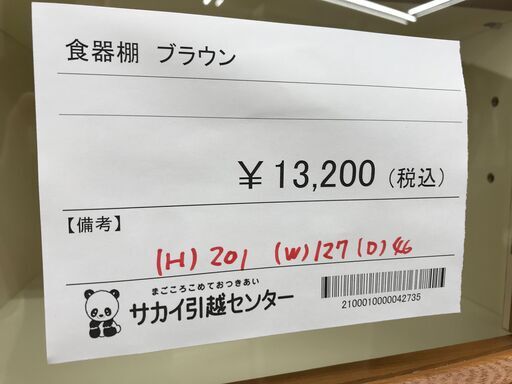 食器棚 ブラウン
￥13,200（税込）
【備考】
(H) 201 (W) 127 (D) 46
まごころこめておつきあい
サカイ引越センター
2100010000042735